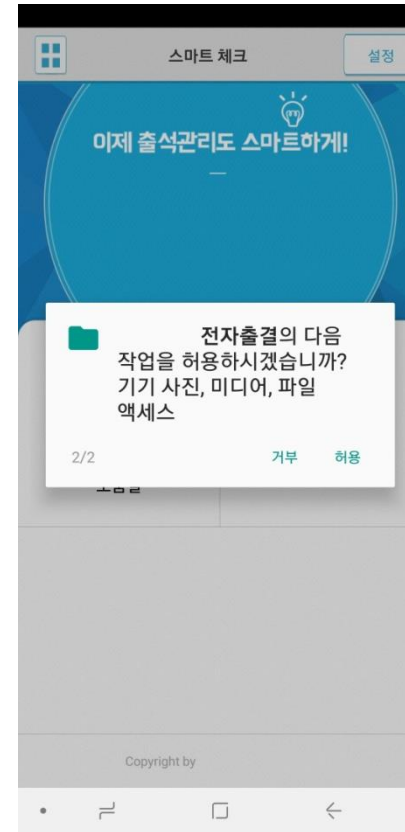 스마트 체크
설정
이제 출석관리도 스마트하게!
전자출결의 다음
작업을 허용하시겠습니까?
기기 사진, 미디어, 파일
액세스
2/2
거부
허용
Copyright by